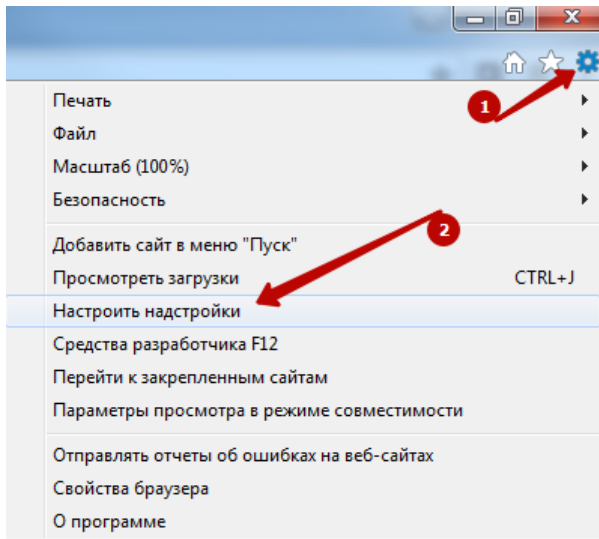 1
Печать
Файл
Масштаб (100%)
Безопасность
2
Добавить сайт в меню "Пуск"
Просмотреть загрузки CTRL+J
Настроить надстройки
Средства разработчика F12
Перейти к закрепленным сайтам
Параметры просмотра в режиме совместимости
Отправлять отчеты об ошибках на веб-сайтах
Свойства браузера
О программе